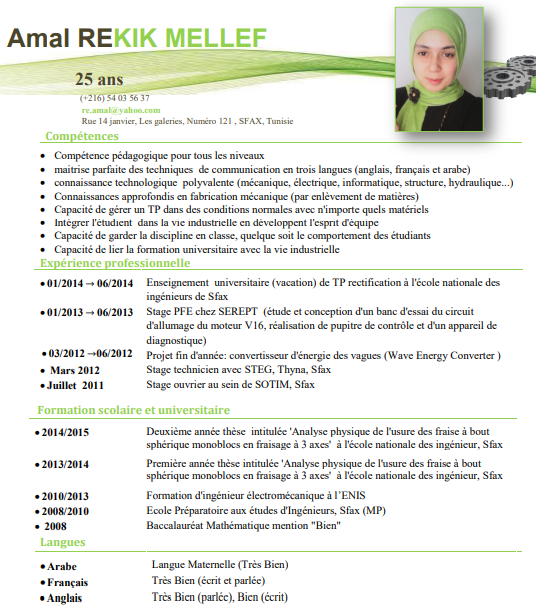 Amal REKIK MELLEF
25 ans
(+216) 54 03 56 37
re.amal@yahoo.com
Rue 14 janvier, Les galeries, Numéro 121 , SFAX, Tunisie
Compétences
• Compétence pédagogique pour tous les niveaux
• maitrise parfaite des techniques de communication en trois langues (anglais, français et arabe)
• connaissance technologique polyvalente (mécanique, électrique, informatique, structure, hydraulique...)
• Connaissances approfondis en fabrication mécanique (par enlèvement de matières)
• Capacité de gérer un TP dans des conditions normales avec n'importe quels matériels
• Intégrer l'étudient dans la vie industrielle en développent l'esprit d'équipe
• Capacité de garder la discipline en classe, quelque soit le comportement des étudiants
• Capacité de lier la formation universitaire avec la vie industrielle
Expérience professionnelle
• 01/2014 → 06/2014 Enseignement universitaire (vacation) de TP rectification à l'école nationale des
ingénieurs de Sfax
• 01/2013 → 06/2013 Stage PFE chez SEREPT (étude et conception d'un banc d'essai du circuit
d'allumage du moteur V16, réalisation de pupitre de contrôle et d'un appareil de
diagnostique)
• 03/2012 →06/2012 Projet fin d'année: convertisseur d'énergie des vagues (Wave Energy Converter )
• Mars 2012 Stage technicien avec STEG, Thyna, Sfax
• Juillet 2011 Stage ouvrier au sein de SOTIM, Sfax
Formation scolaire et universitaire
• 2014/2015 Deuxième année thèse intitulée 'Analyse physique de l'usure des fraise à bout
sphérique monoblocs en fraisage à 3 axes' à l'école nationale des ingénieur, Sfax
• 2013/2014 Première année thèse intitulée 'Analyse physique de l'usure des fraise à bout
sphérique monoblocs en fraisage à 3 axes' à l'école nationale des ingénieur, Sfax
• 2010/2013 Formation d'ingénieur électromécanique à l’ENIS
• 2008/2010 Ecole Préparatoire aux études d'Ingénieurs, Sfax (MP)
• 2008 Baccalauréat Mathématique mention "Bien"
Langues
• Arabe Langue Maternelle (Très Bien)
• Français Très Bien (écrit et parlée)
• Anglais Très Bien (parlée), Bien (écrit)